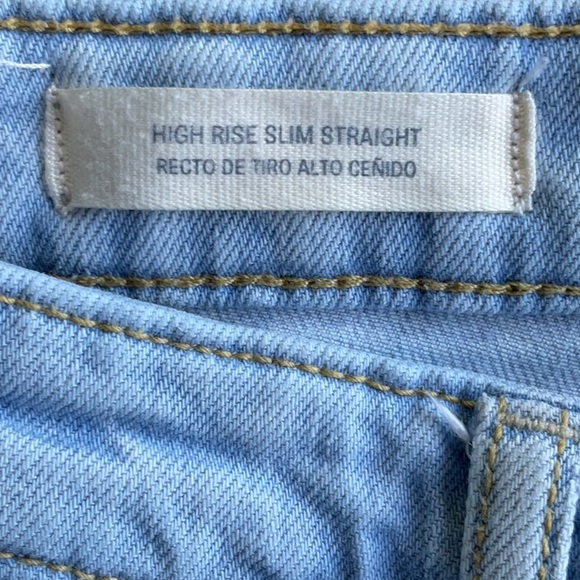 HIGH RISE SLIM STRAIGHT
RECTO DE TIRO ALTO CEÑIDO